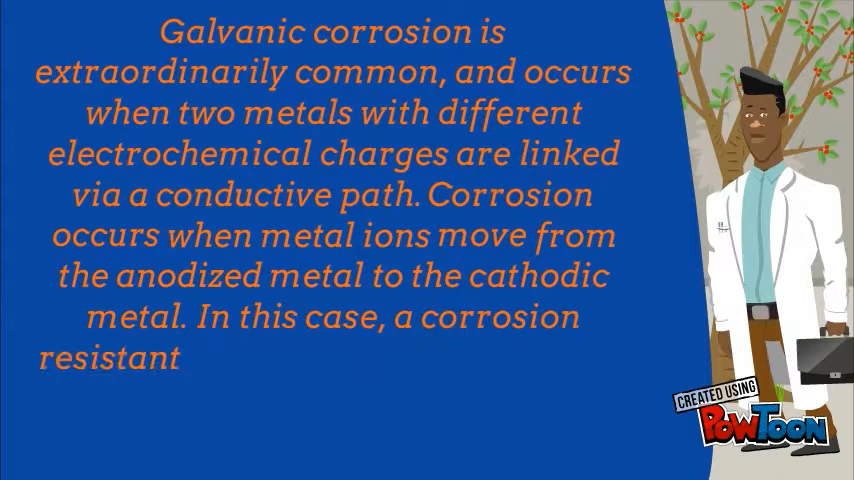 Galvanic corrosion is
extraordinarily common, and occurs
when two metals with different
electrochemical charges are linked
via a conductive path. Corrosion
occurs when metal ions move from
the anodized metal to the cathodic
metal. In this case, a corrosion
resistant
CREATED USING
POWTOON